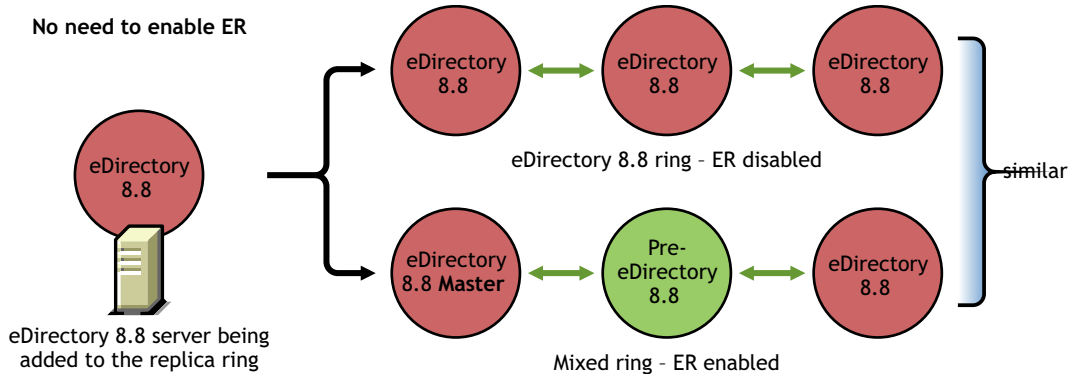 No need to enable ER
eDirectory
8.8
eDirectory 8.8 server being
added to the replica ring
eDirectory
8.8
eDirectory
8.8
eDirectory
8.8
eDirectory 8.8 ring - ER disabled
eDirectory
8.8 Master
Pre-
eDirectory
8.8
eDirectory
8.8
Mixed ring - ER enabled
similar